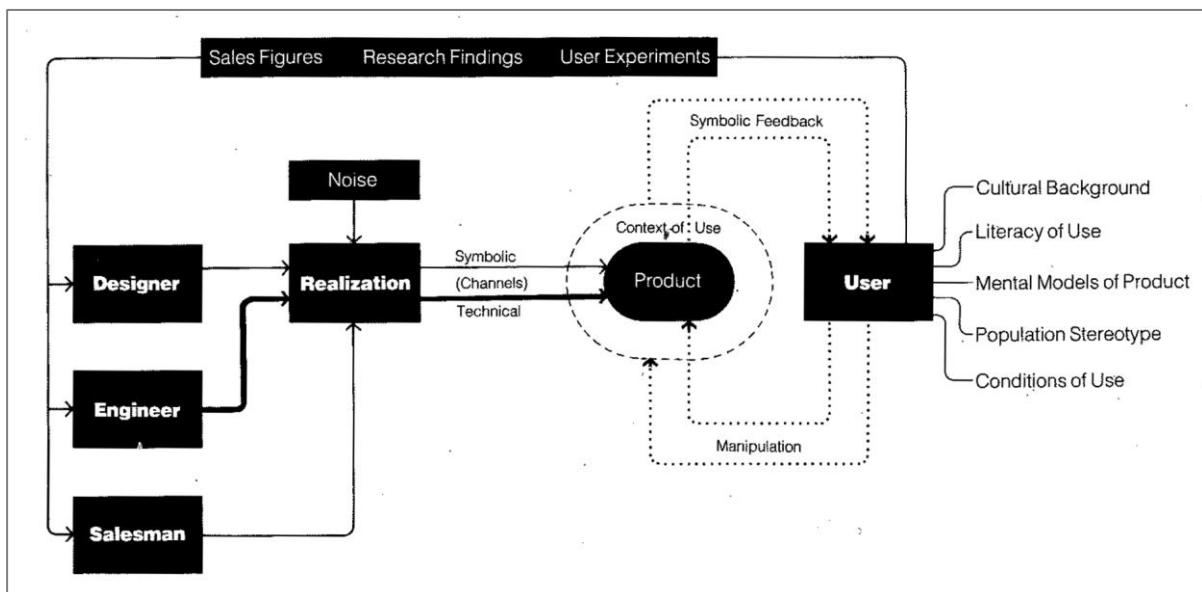 Sales Figures Research Findings User Experiments
Symbolic Feedback
Noise
Cultural Background
Context of Use
Literacy of Use
Designer
Realization
Symbolic
(Channels)
Technical
Product
User
Mental Models of Product
Population Stereotype
Conditions of Use
Engineer
Manipulation
Salesman